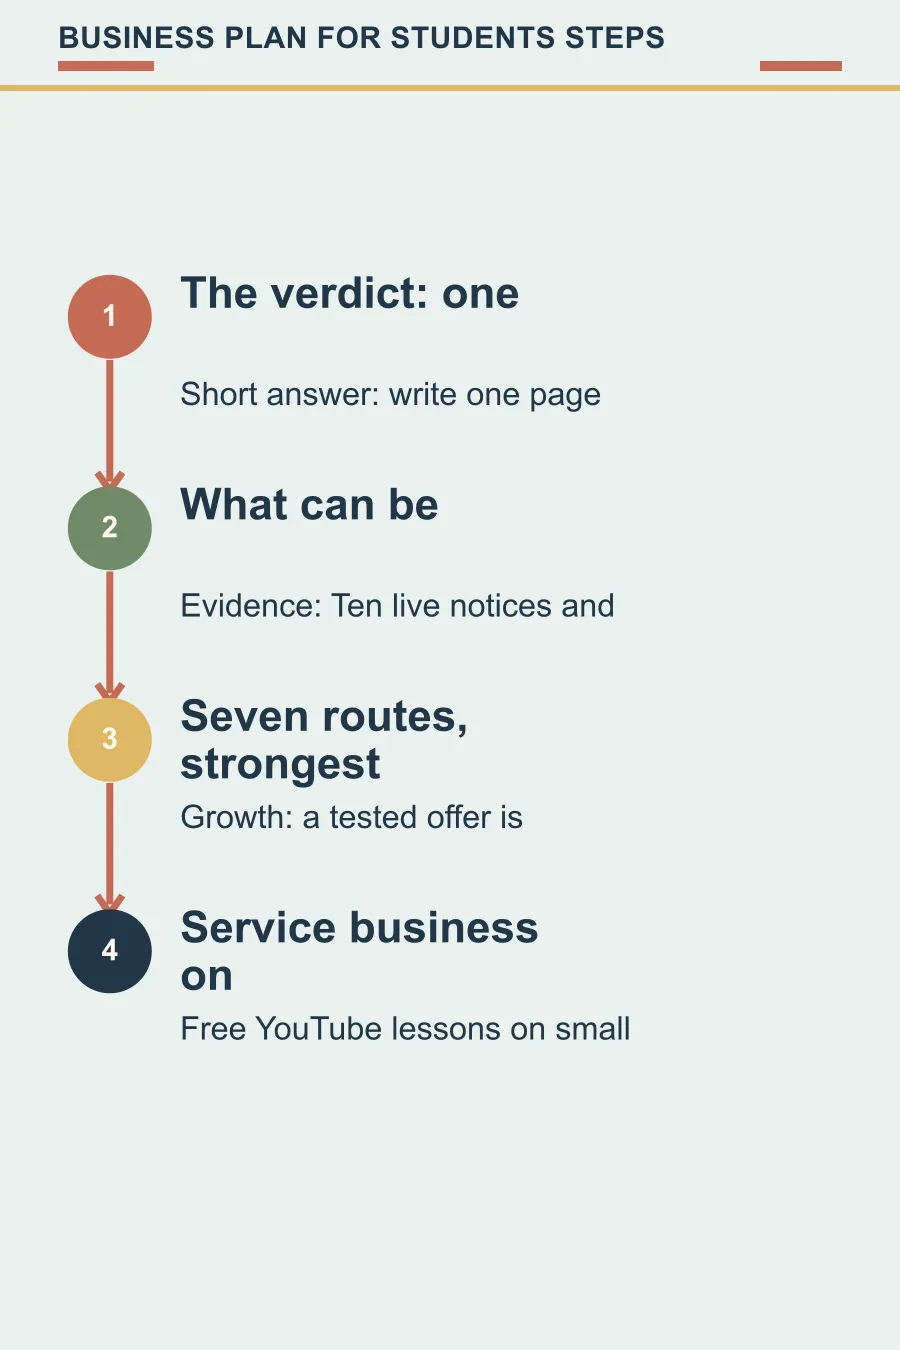 BUSINESS PLAN FOR STUDENTS STEPS
1
The verdict: one
Short answer: write one page
2
What can be
Evidence: Ten live notices and
3
Seven routes,
strongest
Growth: a tested offer is
4
Service business
on
Free YouTube lessons on small